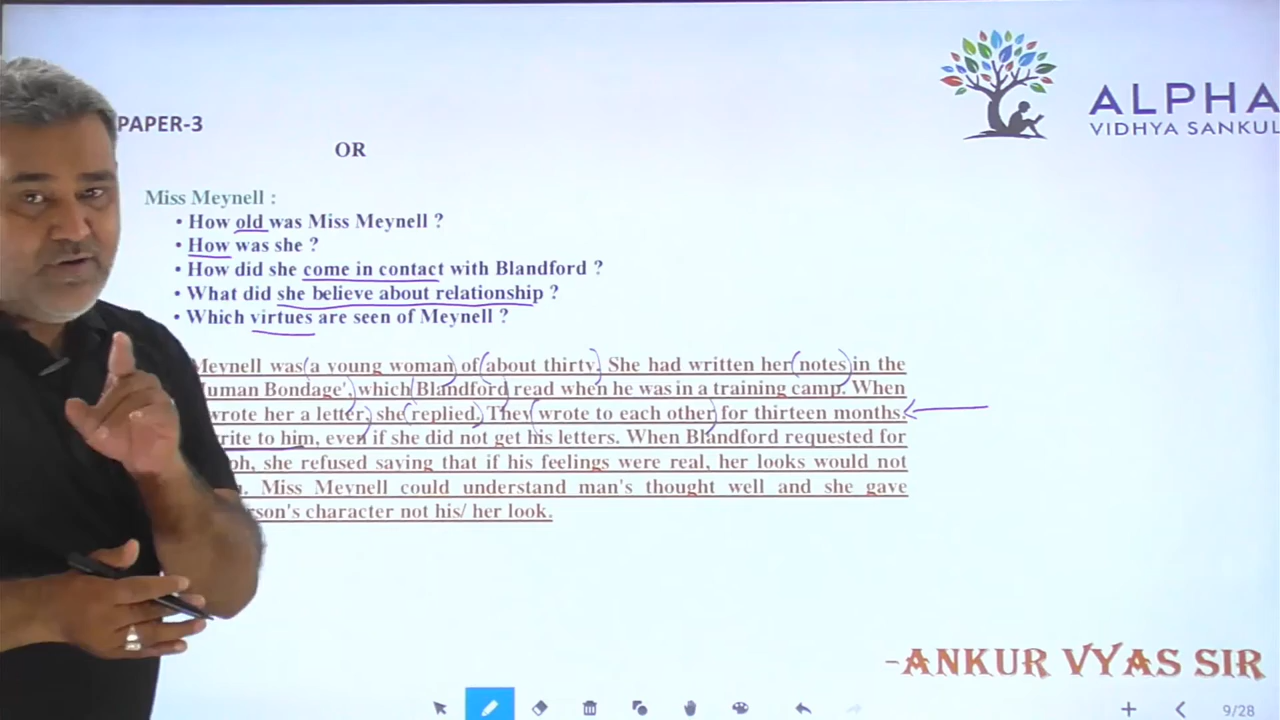 ALPHA
VIDHYA SANKUL
PAPER-3
OR
Miss Meynell :
• How old was Miss Meynell ?
• How was she ?
• How did she come in contact with Blandford ?
• What did she believe about relationship ?
• Which virtues are seen of Meynell ?
Meynell was a young woman of about thirty. She had written her notes in the
Bondage', which Blandford read when he was in a training camp. When
wrote her a letter, she replied. They wrote to each other for thirteen months.
to him, even if she did not get his letters. When Blandford requested for
she refused saying that if his feelings were real, her looks would not
Miss Meynell could understand man's thought well and she gave
character not his/ her look.
-ANKUR VYAS SIR
9/28